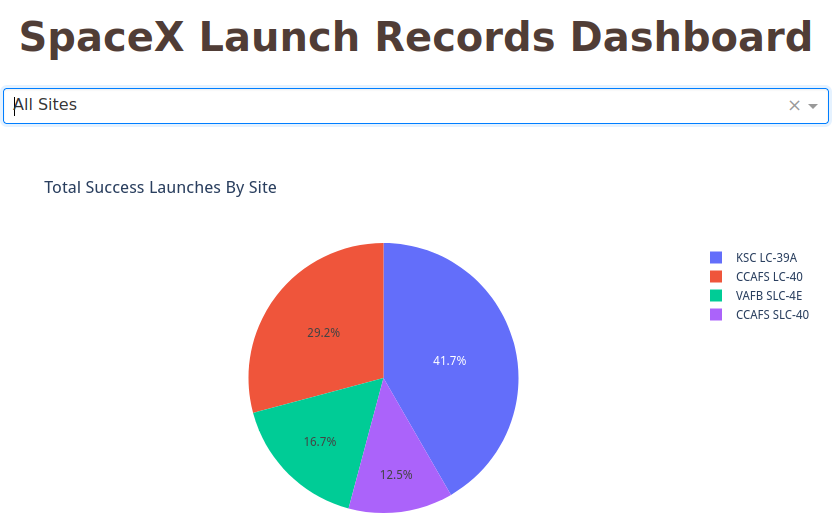 SpaceX Launch Records Dashboard
All Sites
Total Success Launches By Site
KSC LC-39A
CCAFS LC-40
VAFB SLC-4E
CCAFS SLC-40
29.2%
41.7%
16.7%
12.5%